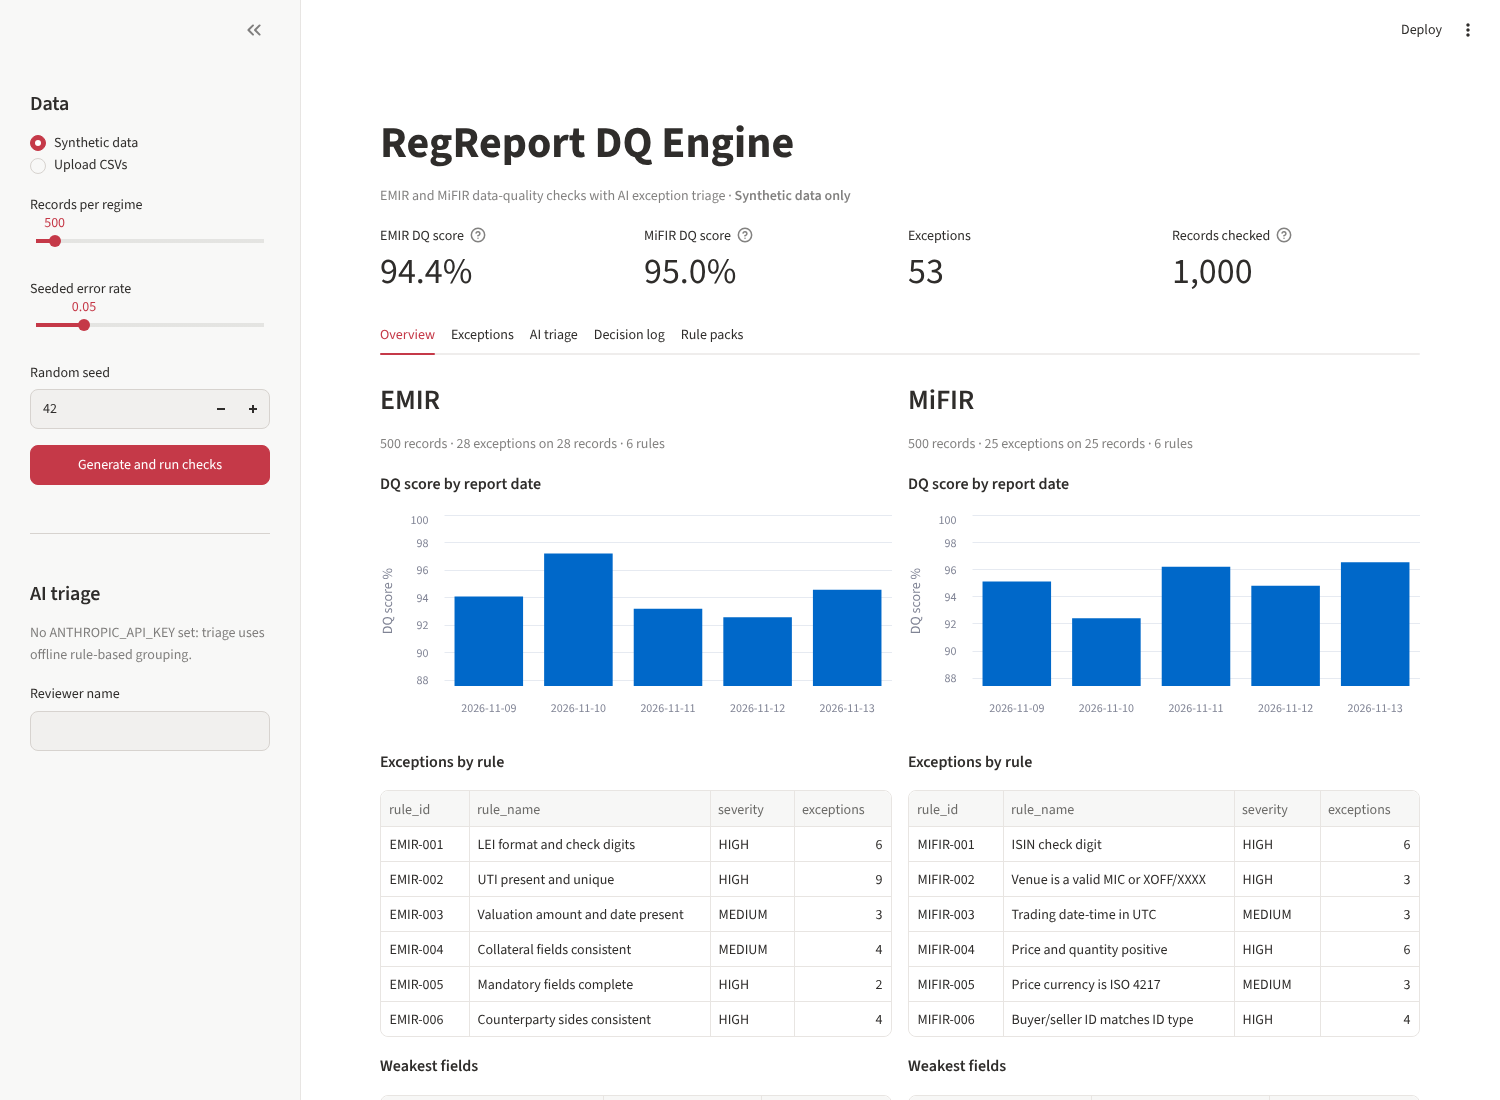 Deploy
Data
Synthetic data
Upload CSVs
Records per regime
500
Seeded error rate
0.05
Random seed
42
Generate and run checks
AI triage
No ANTHROPIC_API_KEY set: triage uses
offline rule-based grouping.
Reviewer name
RegReport DQ Engine
EMIR and MiFIR data-quality checks with AI exception triage · Synthetic data only
EMIR DQ score MiFIR DQ score Exceptions Records checked
94.4% 95.0% 53 1,000
Overview Exceptions AI triage Decision log Rule packs
EMIR
500 records · 28 exceptions on 28 records · 6 rules
DQ score by report date
DQ score %
100
98
96
94
92
90
88
2026-11-09 2026-11-10 2026-11-11 2026-11-12 2026-11-13
Exceptions by rule
rule_id rule_name severity exceptions
EMIR-001 LEI format and check digits HIGH 6
EMIR-002 UTI present and unique HIGH 9
EMIR-003 Valuation amount and date present MEDIUM 3
EMIR-004 Collateral fields consistent MEDIUM 4
EMIR-005 Mandatory fields complete HIGH 2
EMIR-006 Counterparty sides consistent HIGH 4
Weakest fields
MiFIR
500 records · 25 exceptions on 25 records · 6 rules
DQ score by report date
DQ score %
100
98
96
94
92
90
88
2026-11-09 2026-11-10 2026-11-11 2026-11-12 2026-11-13
Exceptions by rule
rule_id rule_name severity exceptions
MIFIR-001 ISIN check digit HIGH 6
MIFIR-002 Venue is a valid MIC or XOFF/XXXX HIGH 3
MIFIR-003 Trading date-time in UTC MEDIUM 3
MIFIR-004 Price and quantity positive HIGH 6
MIFIR-005 Price currency is ISO 4217 MEDIUM 3
MIFIR-006 Buyer/seller ID matches ID type HIGH 4
Weakest fields